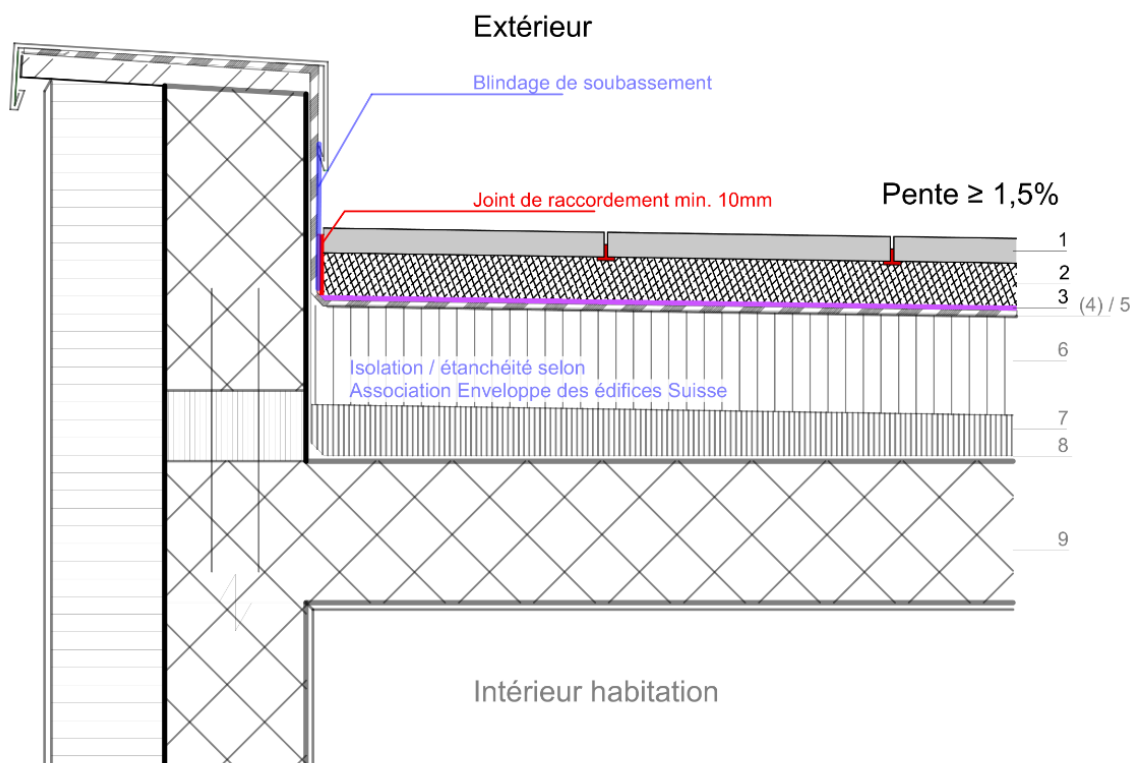 Extérieur
Blindage de soubassement
Joint de raccordement min. 10mm
Pente ≥ 1,5%
1
2
3
(4) / 5
6
Isolation / étanchéité selon
Association Enveloppe des édifices Suisse
7
8
9
Intérieur habitation